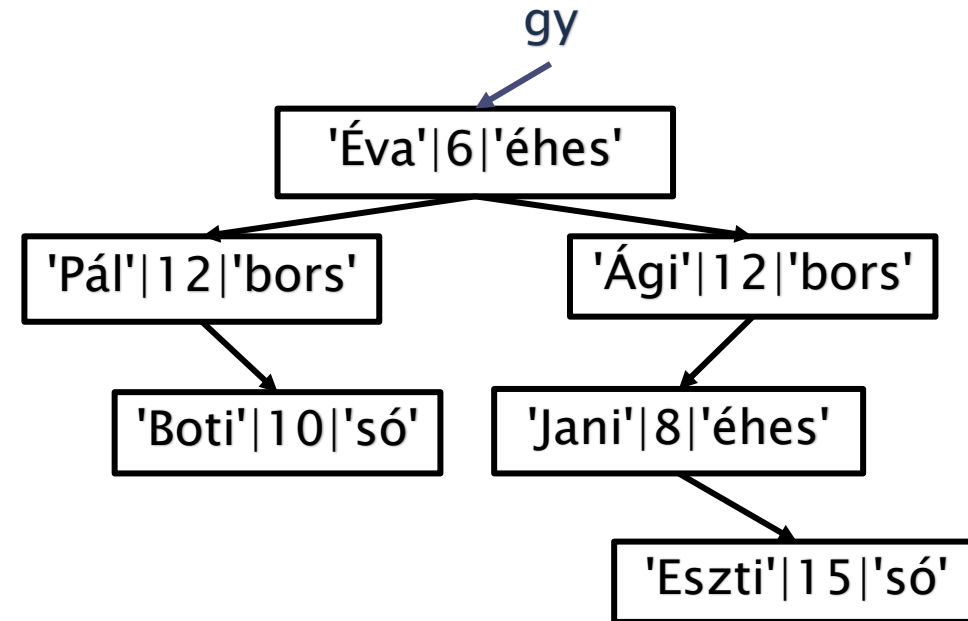 gy
'Éva'|6|'éhes'
'Pál'|12|'bors'
'Ági'|12|'bors'
'Boti'|10|'só'
'Jani'|8|'éhes'
'Eszti'|15|'só'